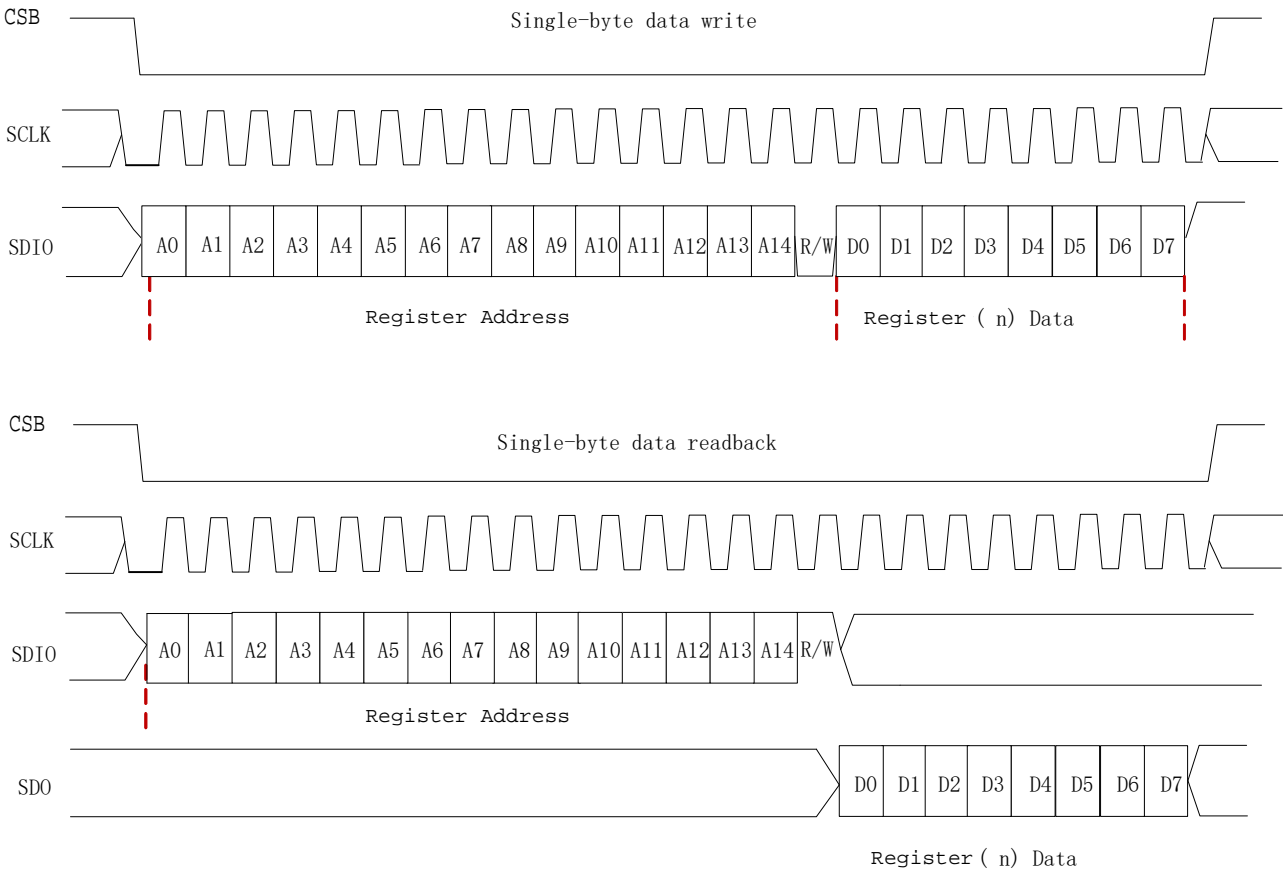 CSB
Single-byte data write
SCLK
SDIO
A0 A1 A2 A3 A4 A5 A6 A7 A8 A9 A10 A11 A12 A13 A14 R/W D0 D1 D2 D3 D4 D5 D6 D7
Register Address
Register ( n) Data
CSB
Single-byte data readback
SCLK
SDIO
A0 A1 A2 A3 A4 A5 A6 A7 A8 A9 A10 A11 A12 A13 A14 R/W
Register Address
SDO
D0 D1 D2 D3 D4 D5 D6 D7
Register ( n) Data